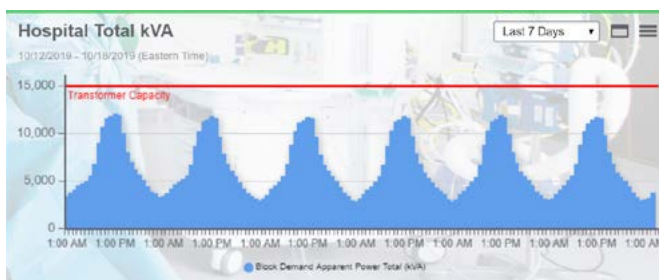 Hospital Total kVA
Last 7 Days
10/12/2019 - 10/18/2019 (Eastern Time)
15,000
Transformer Capacity
10,000
5,000
0
1:00 AM 1:00 PM 1:00 AM 1:00 PM 1:00 AM 1:00 PM 1:00 AM 1:00 PM 1:00 AM 1:00 PM 1:00 AM 1:00 PM 1:00 AM
Block Demand Apparent Power Total (kVA)